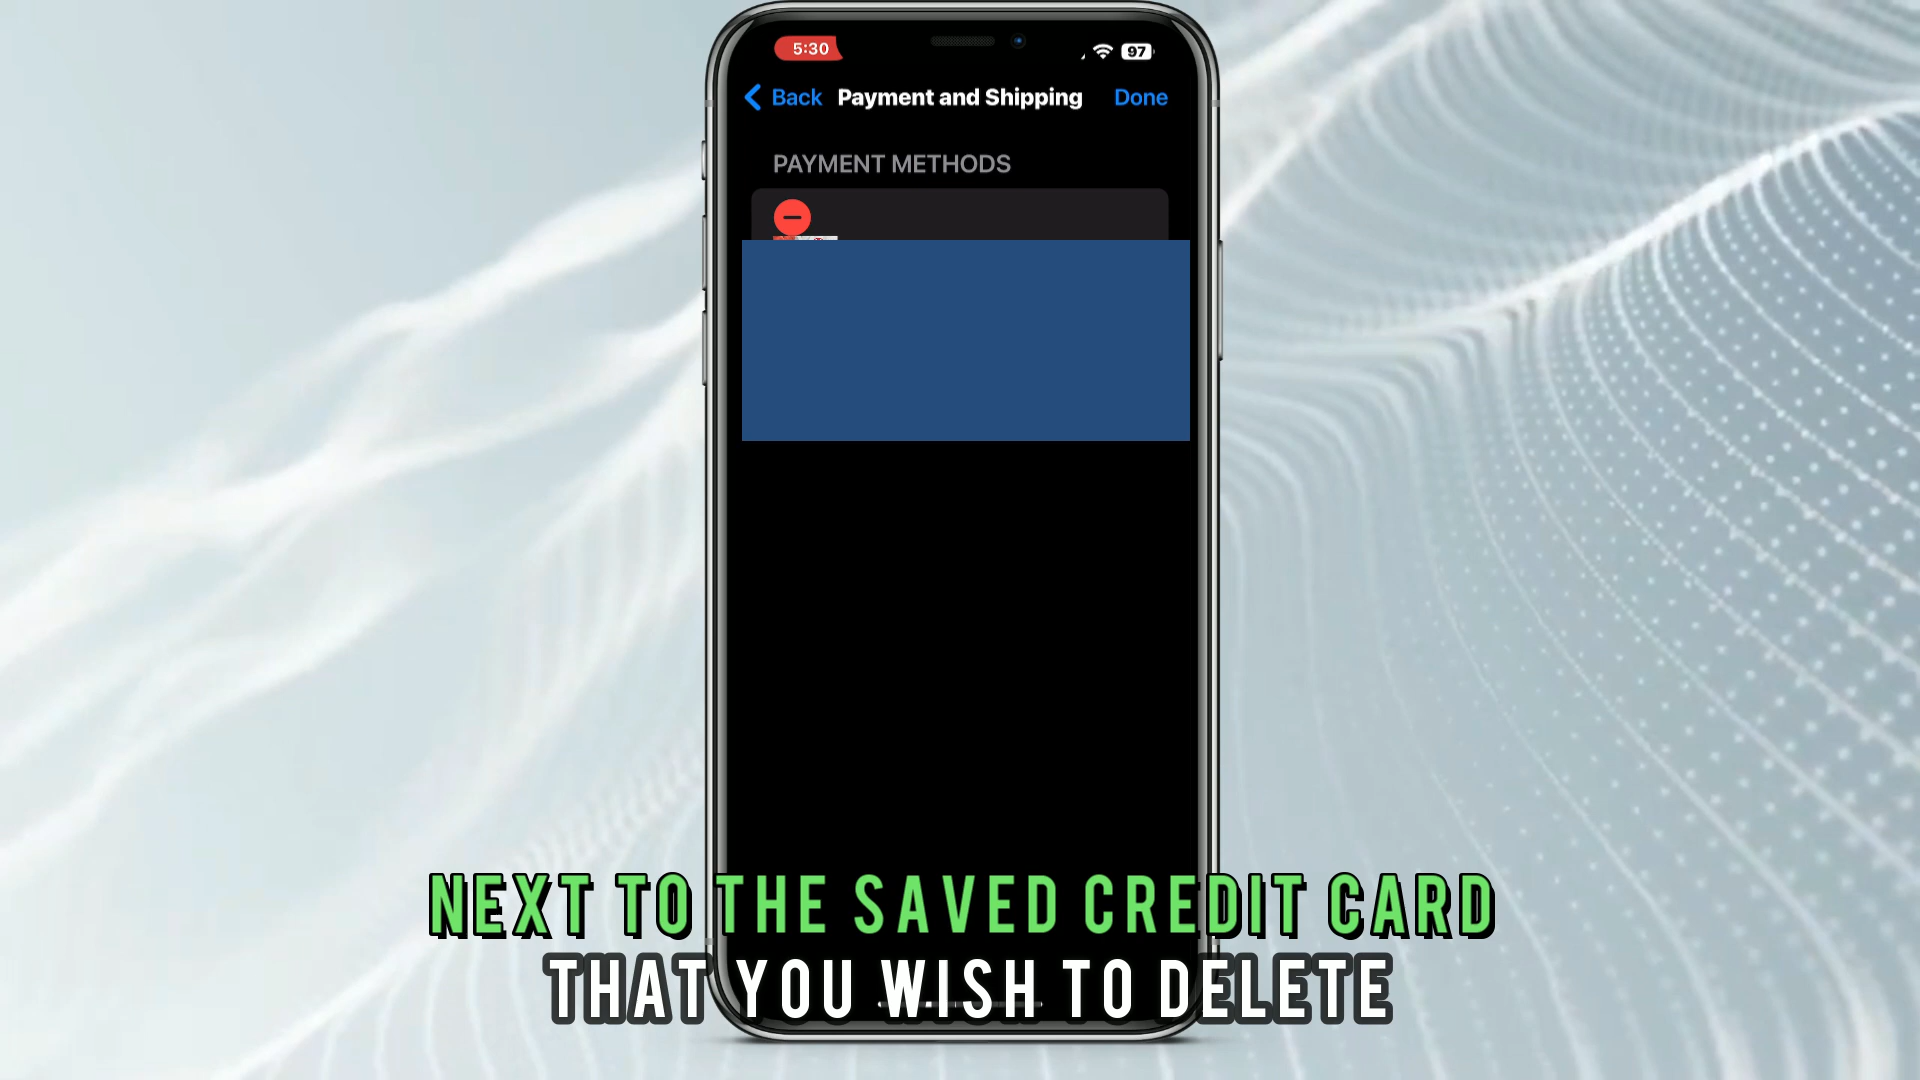 5:30
97
Back Payment and Shipping Done
PAYMENT METHODS
NEXT TO THE SAVED CREDIT CARD
THAT YOU WISH TO DELETE